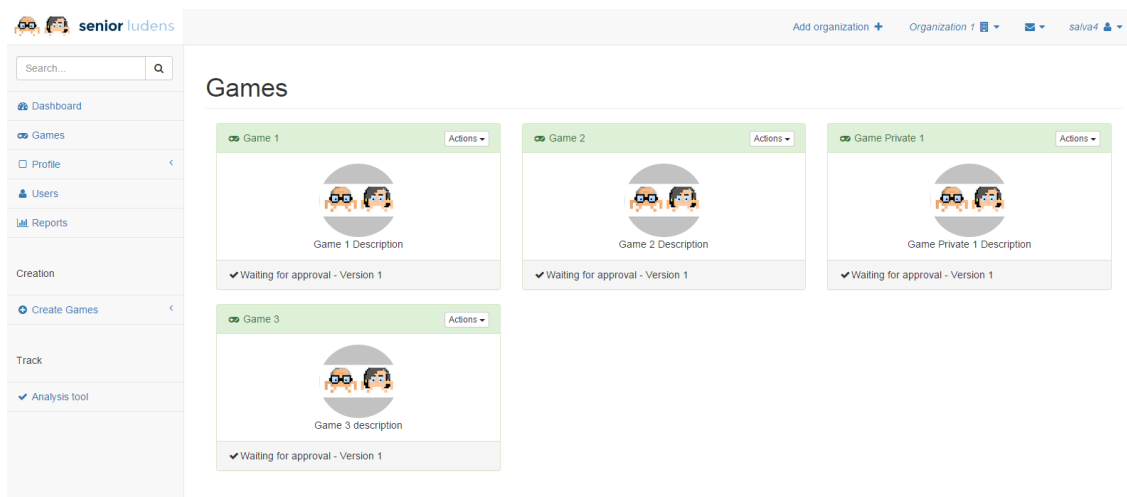 senior ludens
Add organization
Organization 1
salva4
Search...
Dashboard
Games
Profile
Users
Reports
Creation
Create Games
Track
Analysis tool
Games
Game 1 Actions
Game 1 Description
Waiting for approval - Version 1
Game 2 Actions
Game 2 Description
Waiting for approval - Version 1
Game Private 1 Actions
Game Private 1 Description
Waiting for approval - Version 1
Game 3 Actions
Game 3 description
Waiting for approval - Version 1